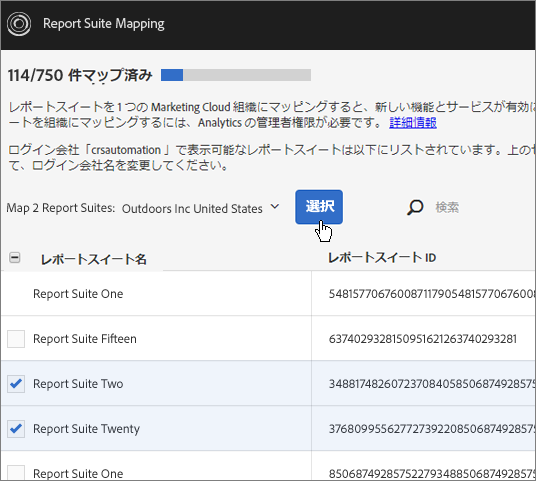 Report Suite Mapping
114/750 件マップ済み
レポートスイートを 1 つの Marketing Cloud 組織にマッピングすると、新しい機能とサービスが有効に
ートを組織にマッピングするには、Analytics の管理者権限が必要です。 詳細情報
ログイン会社「crsautomation 」で表示可能なレポートスイートは以下にリストされています。上のセ
て、ログイン会社名を変更してください。
Map 2 Report Suites: Outdoors Inc United States 選択 検索
レポートスイート名 レポートスイート ID
Report Suite One 548157706760087117905481577067600
Report Suite Fifteen 637402932815095162126374029328​1
Report Suite Two 3488174826072370840585068749285​75
Report Suite Twenty 3768099556277273922085068749285​75
Report Suite One 850687492857522793488506874928​57